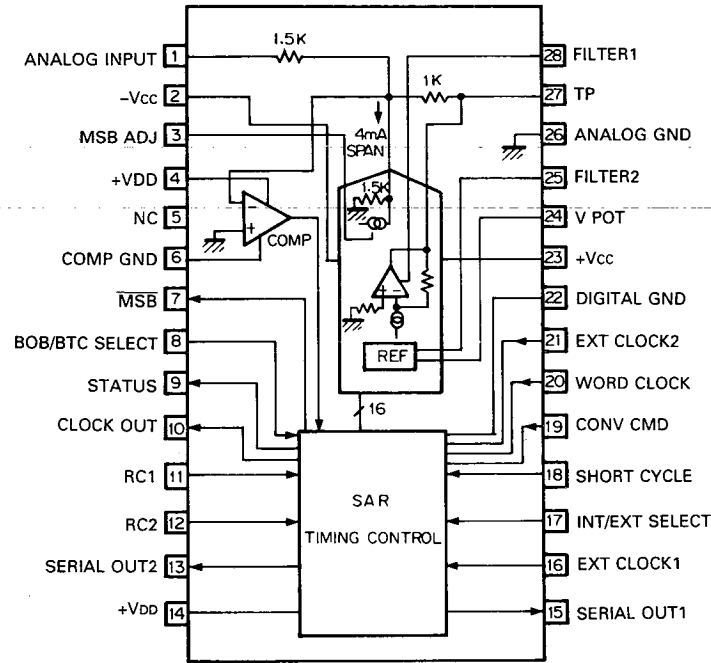 ANALOG INPUT 1
–VCC 2
MSB ADJ 3
+VDD 4
NC 5
COMP GND 6
MSB 7
BOB/BTC SELECT 8
STATUS 9
CLOCK OUT 10
RC1 11
RC2 12
SERIAL OUT2 13
+VDD 14
1.5K
1K
4mA
SPAN
1.5K
+
COMP
+ –
REF
16
SAR
TIMING CONTROL
28 FILTER1
27 TP
26 ANALOG GND
25 FILTER2
24 V POT
23 +VCC
22 DIGITAL GND
21 EXT CLOCK2
20 WORD CLOCK
19 CONV CMD
18 SHORT CYCLE
17 INT/EXT SELECT
16 EXT CLOCK1
15 SERIAL OUT1